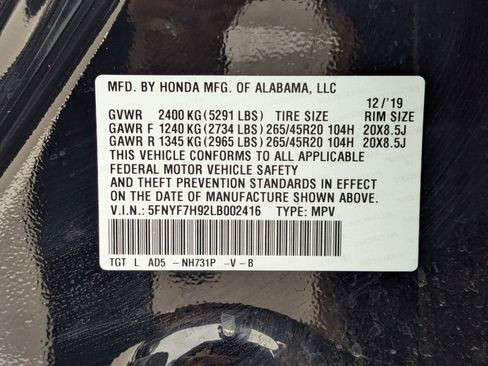 MFD. BY HONDA MFG. OF ALABAMA, LLC
12/'19
GVWR 2400 KG (5291 LBS) TIRE SIZE RIM SIZE
GAWR F 1240 KG (2734 LBS) 265/45R20 104H 20X8.5J
GAWR R 1345 KG (2965 LBS) 265/45R20 104H 20X8.5J
THIS VEHICLE CONFORMS TO ALL APPLICABLE
FEDERAL MOTOR VEHICLE SAFETY
AND THEFT PREVENTION STANDARDS IN EFFECT
ON THE DATE OF MANUFACTURE SHOWN ABOVE.
V.I.N.: 5FNYF7H92LB002416 TYPE: MPV
TGT L AD5 -NH731P -V-B